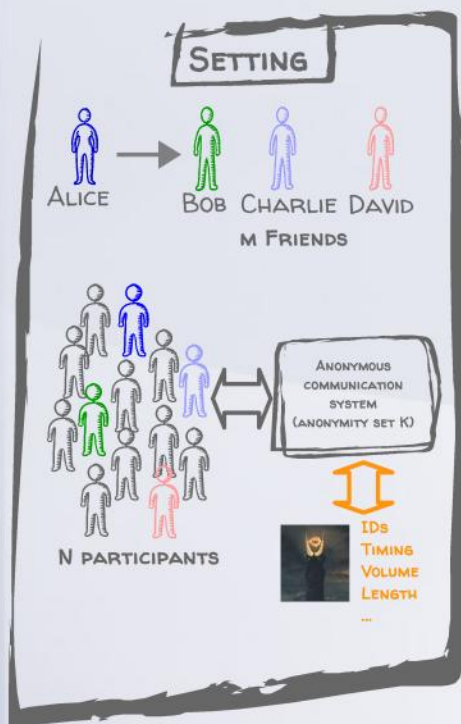 SETTING
ALICE
BOB CHARLIE DAVID
M FRIENDS
ANONYMOUS
COMMUNICATION
SYSTEM
(ANONYMITY SET K)
N PARTICIPANTS
IDS
TIMING
VOLUME
LENGTH
...